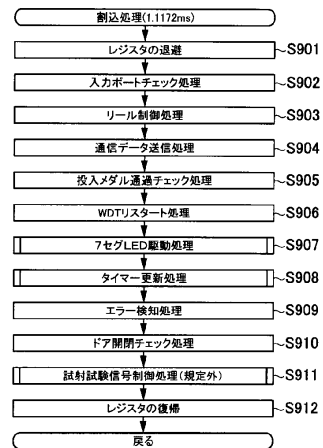 割込処理(1.1172ms)
レジスタの退避 S901
入力ポートチェック処理 S902
リール制御処理 S903
通信データ送信処理 S904
投入メダル通過チェック処理 S905
WDTリスタート処理 S906
7セグLED駆動処理 S907
タイマー更新処理 S908
エラー検知処理 S909
ドア開閉チェック処理 S910
試射試験信号制御処理(規定外) S911
レジスタの復帰 S912
戻る